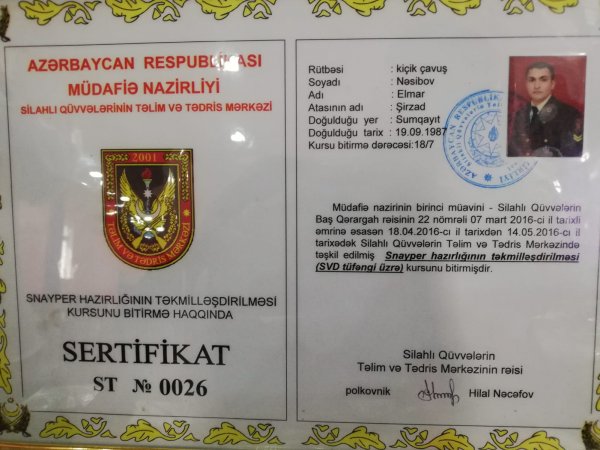 AZƏRBAYCAN RESPUBLİKASI
MÜDAFİƏ NAZİRLİYİ
SİLAHLI QÜVVƏLƏRİNİN TƏLİM VƏ TƏDRİS MƏRKƏZİ
2001
TƏLİM VƏ TƏDRİS MƏRKƏZİ
SNAYPER HAZIRLIĞININ TƏKMİLLƏŞDİRİLMƏSİ
KURSUNU BİTİRMƏ HAQQINDA
SERTİFİKAT
ST № 0026
Rütbəsi : kiçik çavuş
Soyadı : Nəsibov
Adı : Elmar
Atasının adı : Şirzad
Doğulduğu yer : Sumqayıt
Doğulduğu tarix : 19.09.1987
Kursu bitirmə dərəcəsi:18/7
Müdafiə nazirinin birinci müavini - Silahlı Qüvvələrin
Baş Qərargah rəisinin 22 nömrəli 07 mart 2016-cı il tarixli
əmrinə əsasən 18.04.2016-cı il tarixdən 14.05.2016-cı il
tarixədək Silahlı Qüvvələrin Təlim və Tədris Mərkəzində
təşkil edilmiş Snayper hazırlığının təkmilləşdirilməsi
(SVD tüfəngi üzrə) kursunu bitirmişdir.
Silahlı Qüvvələrin
Təlim və Tədris Mərkəzinin rəisi
polkovnik Hilal Nəcəfov